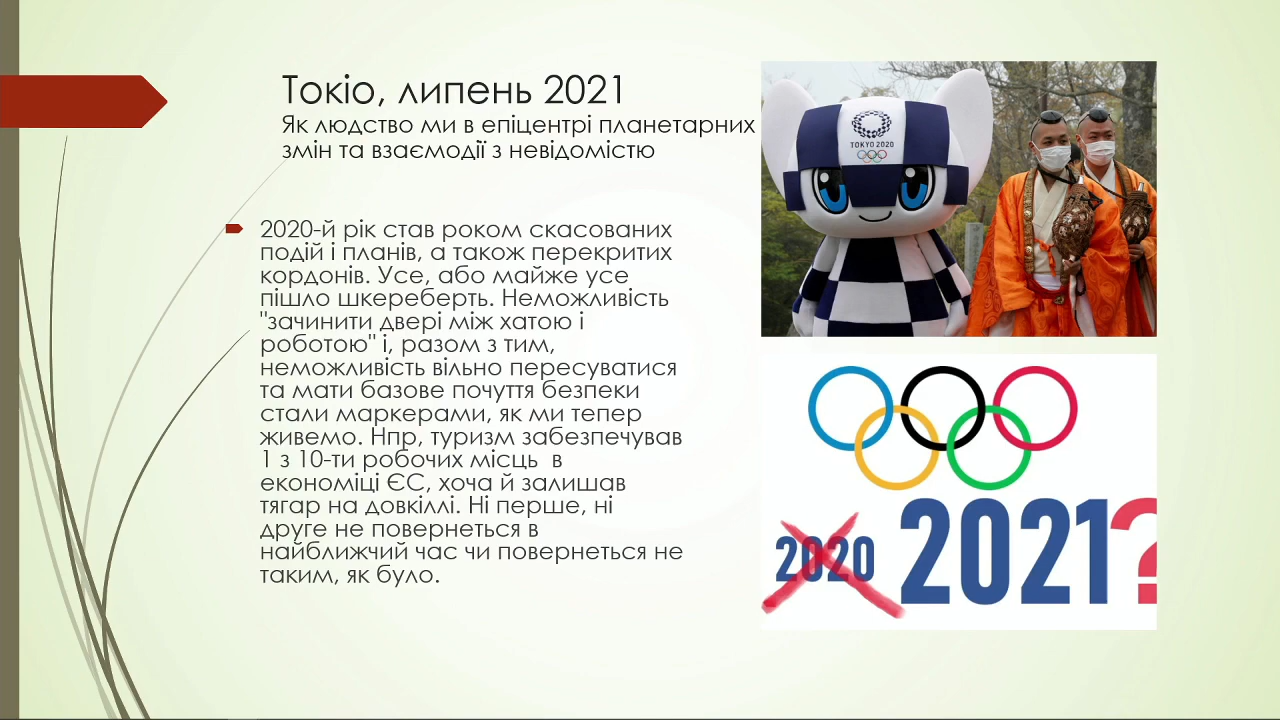 Токіо, липень 2021
Як людство ми в епіцентрі планетарних
змін та взаємодії з невідомістю
2020-й рік став роком скасованих
подій і планів, а також перекритих
кордонів. Усе, або майже усе
пішло шкереберть. Неможливість
"зачинити двері між хатою і
роботою" і, разом з тим,
неможливість вільно пересуватися
та мати базове почуття безпеки
стали маркерами, як ми тепер
живемо. Нпр, туризм забезпечував
1 з 10-ти робочих місць  в
економіці ЄС, хоча й залишав
тягар на довкіллі. Ні перше, ні
друге не повернеться в
найближчий час чи повернеться не
таким, як було.
TOKYO 2020
2020 2021?